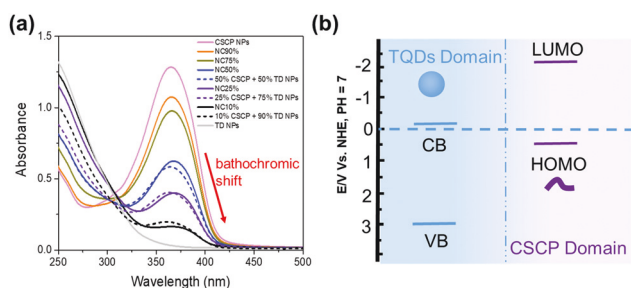 (a)
1.5
1.0
0.5
0.0
Absorbance
250
300
350
400
450
500
Wavelength (nm)
CSCP NPs
NC90%
NC75%
NC50%
50% CSCP + 50% TD NPs
NC25%
25% CSCP + 75% TD NPs
NC10%
10% CSCP + 90% TD NPs
TD NPs
bathochromic
shift
(b)
E/V Vs. NHE, PH = 7
-2
-1
0
1
2
3
TQDs Domain
CB
VB
LUMO
HOMO
CSCP Domain